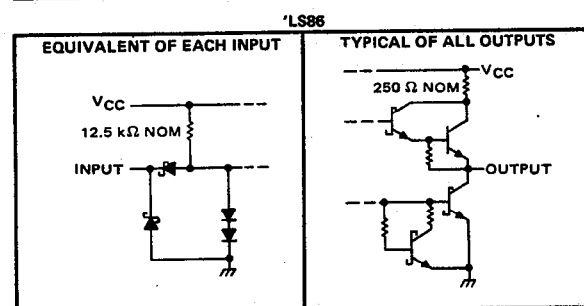 'LS86
EQUIVALENT OF EACH INPUT
VCC
12.5 kΩ NOM
INPUT
TYPICAL OF ALL OUTPUTS
VCC
250 Ω NOM
OUTPUT